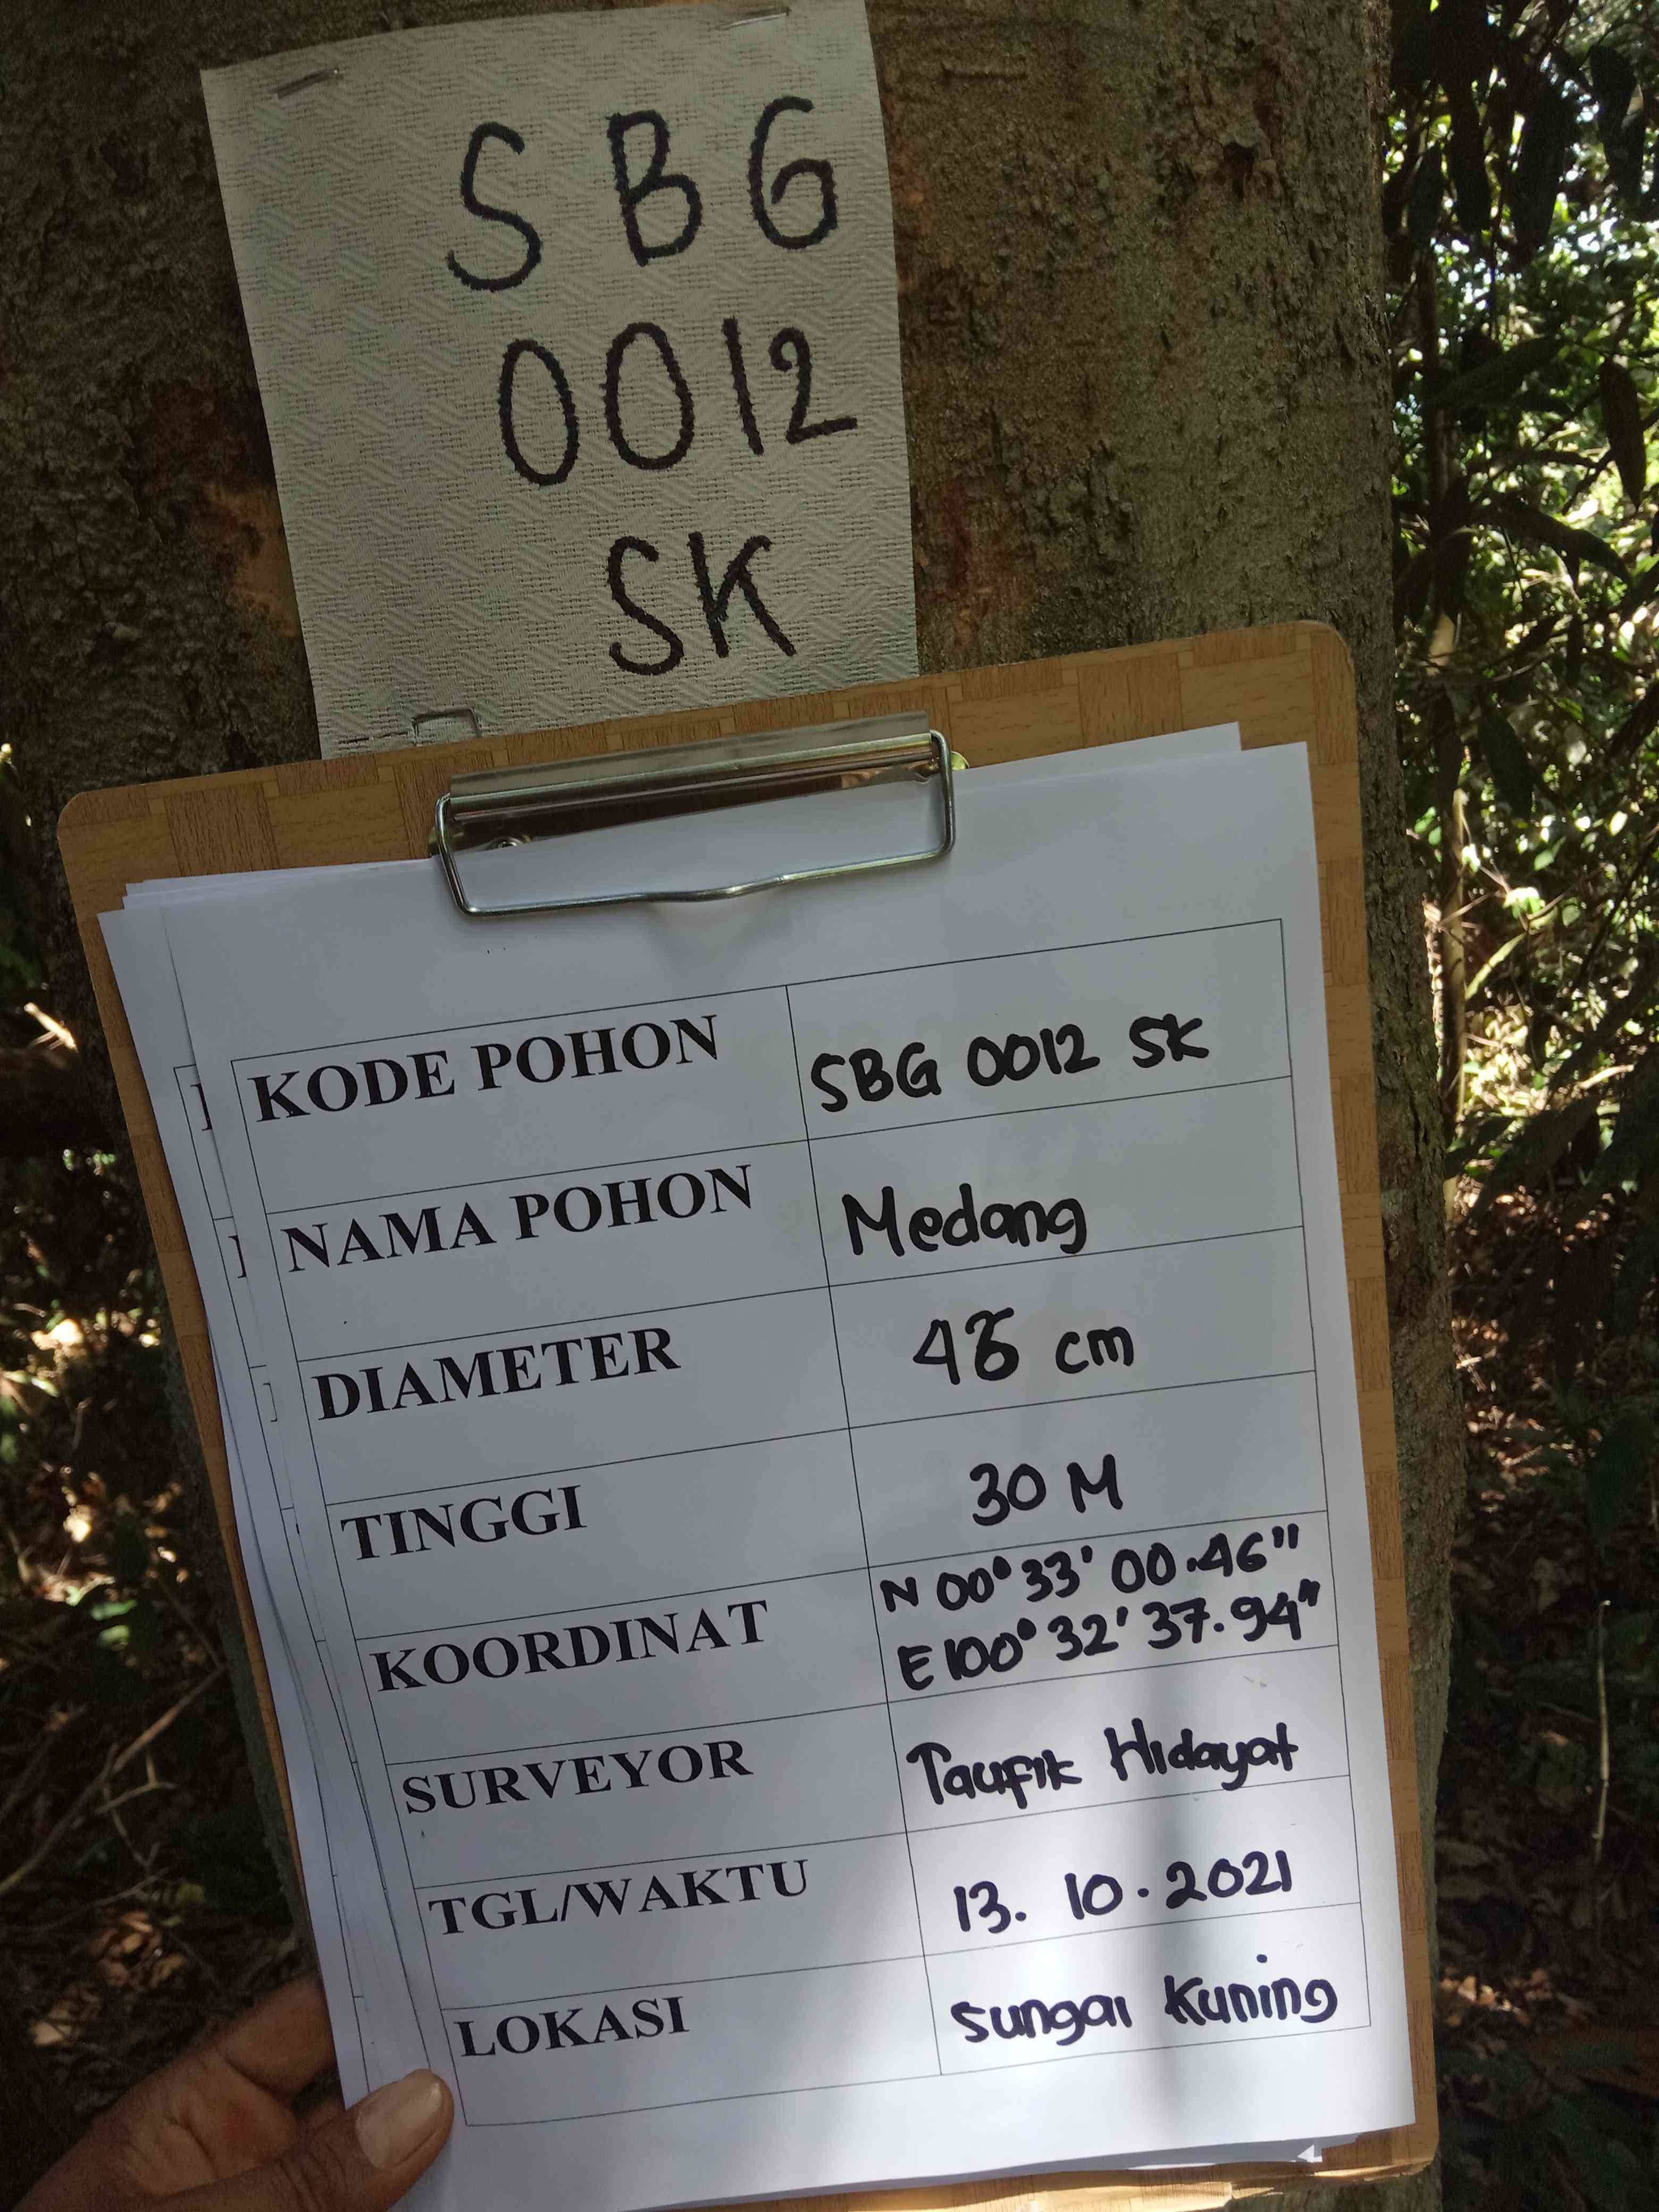 SBG
0012
SK
KODE POHON SBG 0012 SK
NAMA POHON Medang
DIAMETER 48 cm
TINGGI 30 M
KOORDINAT N 00° 33' 00.46"
E 100° 32' 37.94"
SURVEYOR Taufik Hidayat
TGL/WAKTU 13. 10. 2021
LOKASI Sungai Kuning